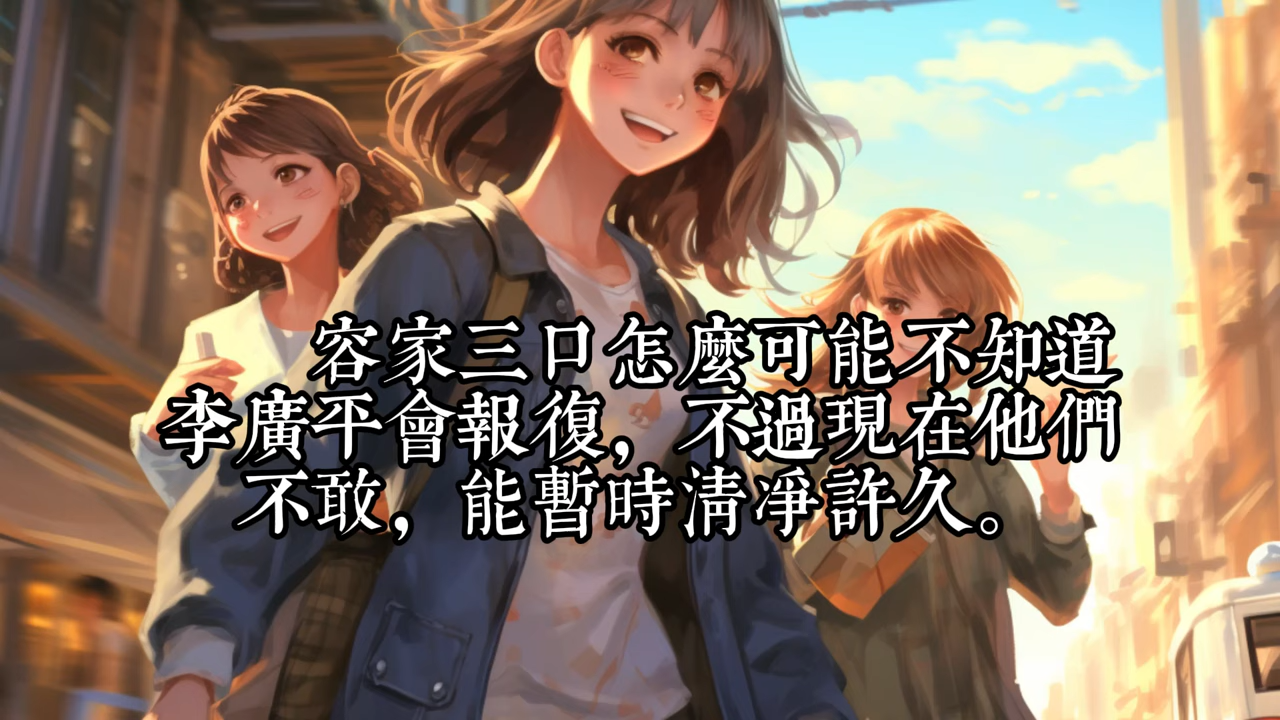 容家三口怎麼可能不知道
李廣平會報復，不過現在他們
不敢，能暫時清凈許久。